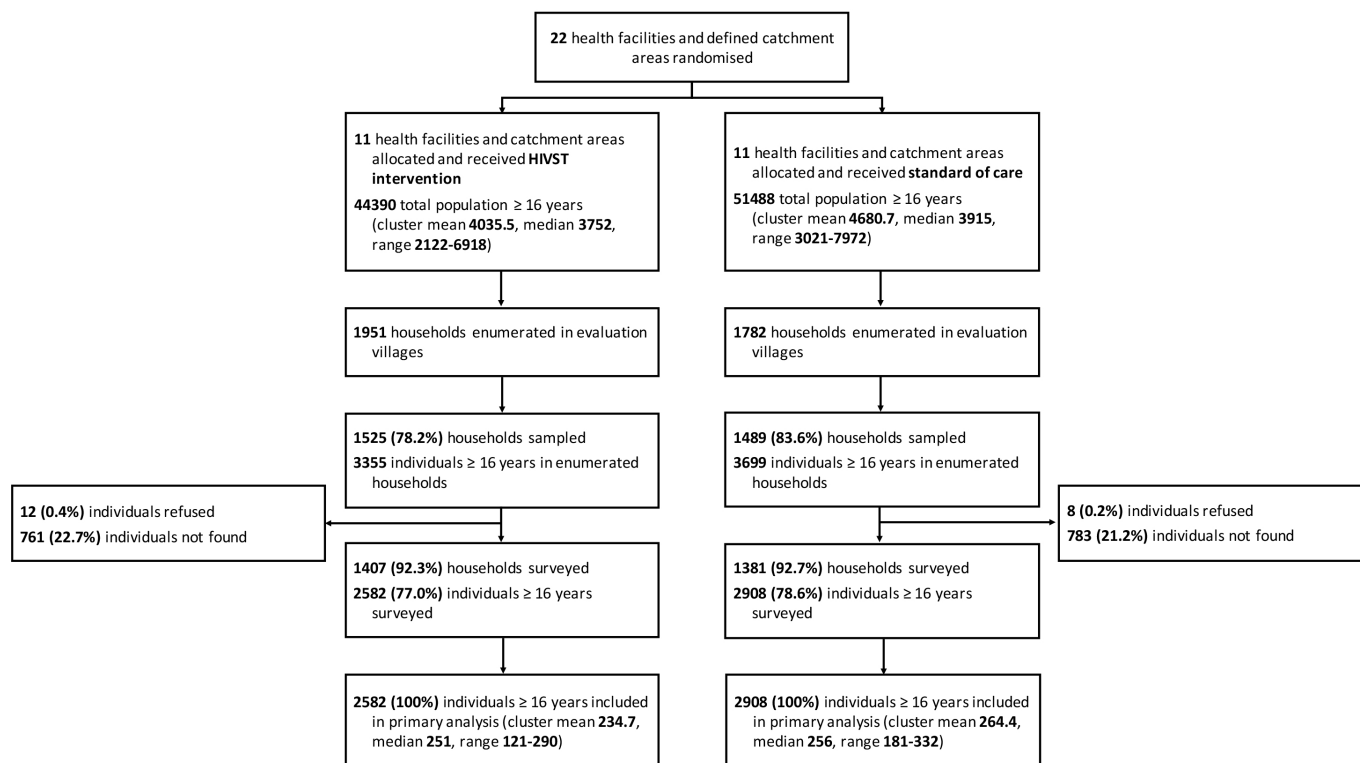 22 health facilities and defined catchment
areas randomised
11 health facilities and catchment areas
allocated and received HIVST
intervention
44390 total population ≥ 16 years
(cluster mean 4035.5, median 3752,
range 2122-6918)
11 health facilities and catchment areas
allocated and received standard of care
51488 total population ≥ 16 years
(cluster mean 4680.7, median 3915,
range 3021-7972)
1951 households enumerated in evaluation
villages
1782 households enumerated in evaluation
villages
1525 (78.2%) households sampled
3355 individuals ≥ 16 years in enumerated
households
1489 (83.6%) households sampled
3699 individuals ≥ 16 years in enumerated
households
12 (0.4%) individuals refused
761 (22.7%) individuals not found
8 (0.2%) individuals refused
783 (21.2%) individuals not found
1407 (92.3%) households surveyed
2582 (77.0%) individuals ≥ 16 years
surveyed
1381 (92.7%) households surveyed
2908 (78.6%) individuals ≥ 16 years
surveyed
2582 (100%) individuals ≥ 16 years included
in primary analysis (cluster mean 234.7,
median 251, range 121-290)
2908 (100%) individuals ≥ 16 years included
in primary analysis (cluster mean 264.4,
median 256, range 181-332)